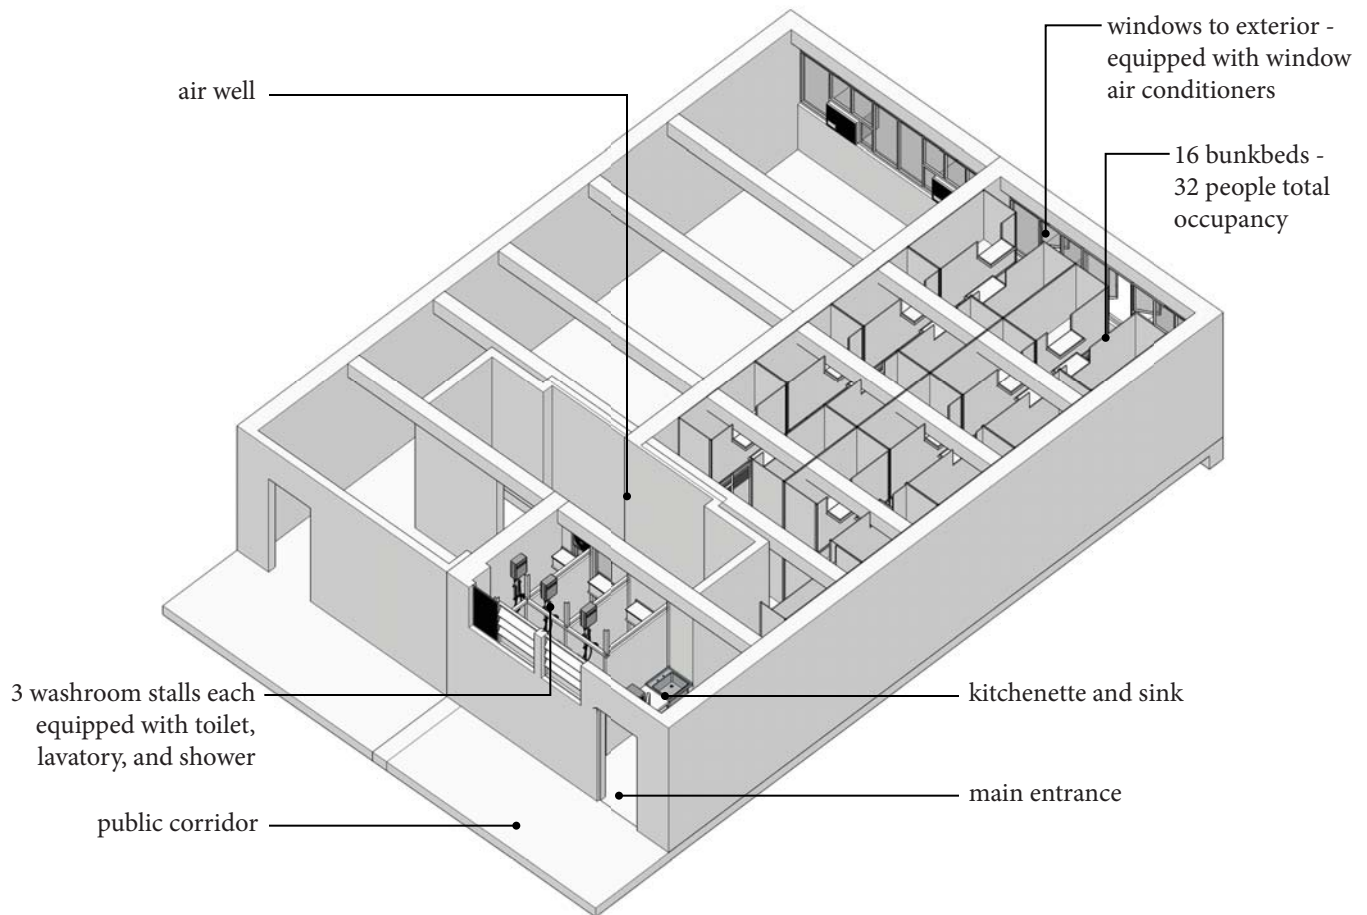 windows to exterior -
equipped with window
air conditioners
air well
16 bunkbeds -
32 people total
occupancy
3 washroom stalls each
equipped with toilet,
lavatory, and shower
kitchenette and sink
main entrance
public corridor